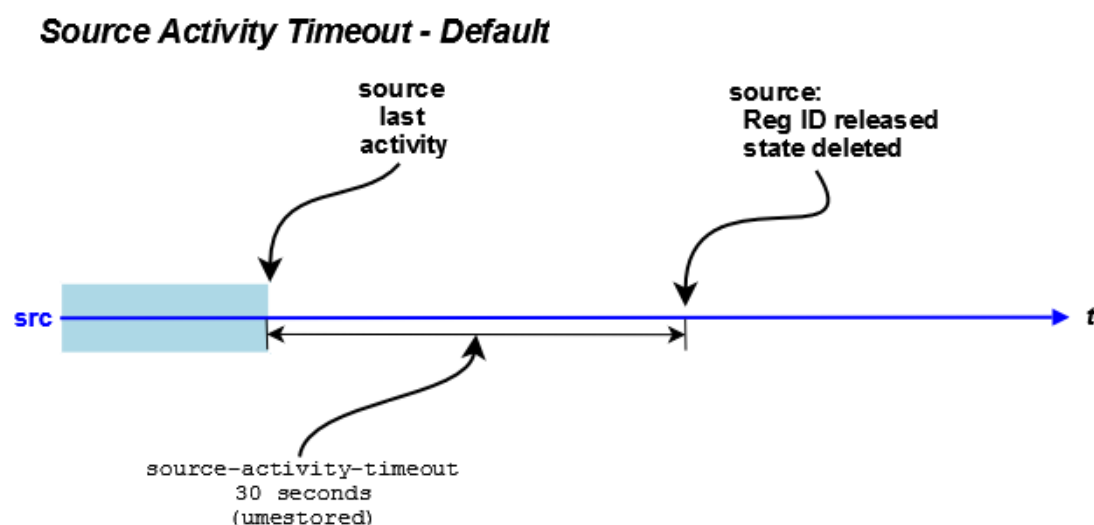 Source Activity Timeout - Default
source
last
activity
source:
Reg ID released
state deleted
src
t
source-activity-timeout
30 seconds
(umestored)